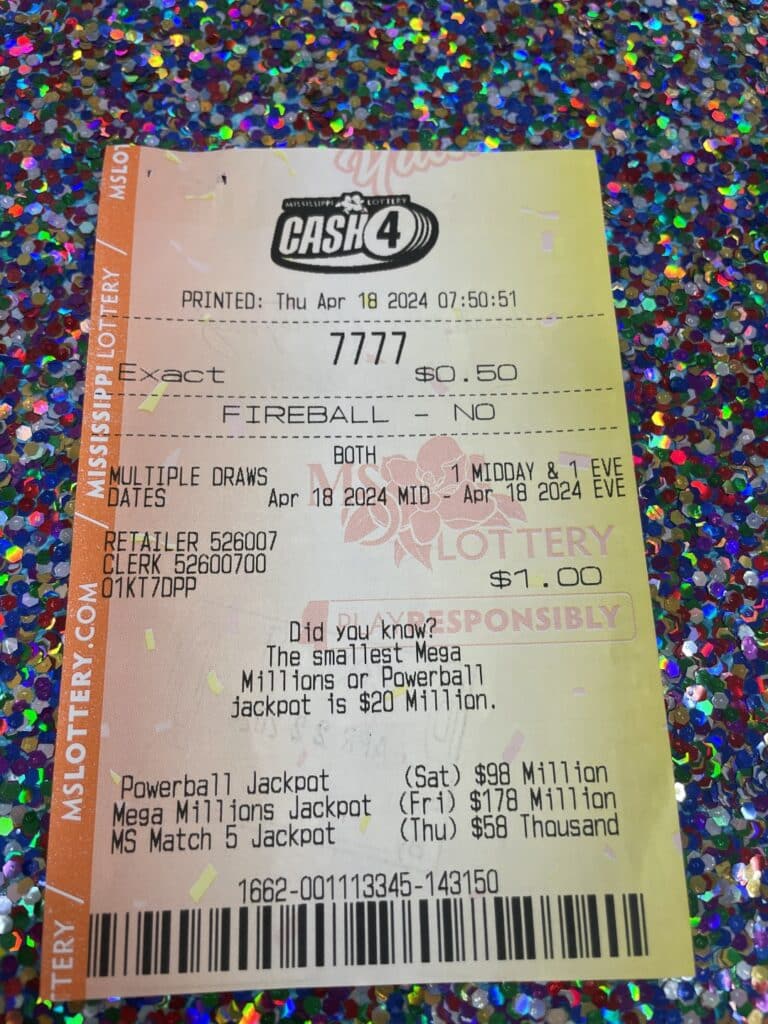 MISSISSIPPI LOTTERY
CASH 4
PRINTED: Thu Apr 18 2024 07:50:51
7777
Exact $0.50
FIREBALL - NO
BOTH
MULTIPLE DRAWS 1 MIDDAY & 1 EVE
DATES Apr 18 2024 MID - Apr 18 2024 EVE
MS
LOTTERY
RETAILER 526007
CLERK 52600700
01KT7DPP
$1.00
PLAY RESPONSIBLY
Did you know?
The smallest Mega
Millions or Powerball
jackpot is $20 Million.
Powerball Jackpot (Sat) $98 Million
Mega Millions Jackpot (Fri) $178 Million
MS Match 5 Jackpot (Thu) $58 Thousand
1662-001113345-143150
TTERY / MSLOTTERY.COM / MISSISSIPPI LOTTERY / MSLOT